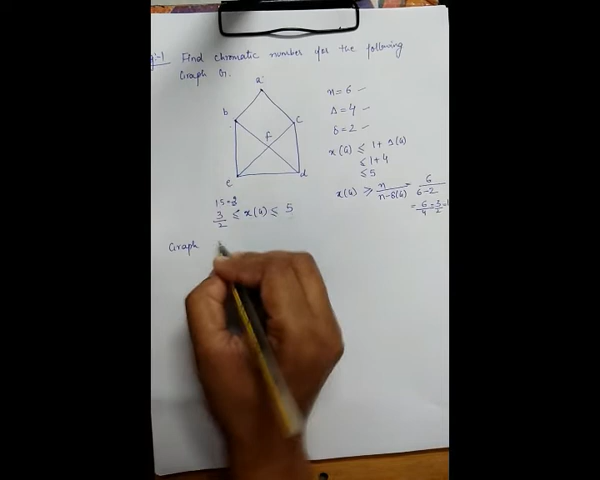 g:-1 Find chromatic number for the following
Graph G.
a
b
c
f
e
d
n = 6 –
Δ = 4 –
δ = 2 –
x(G) ≤ 1 + Δ(G)
≤ 1 + 4
≤ 5
x(G) ≥ n / n-δ(G) = 6 / 6-2
= 6/4 = 3/2 =
3/2 ≤ x(G) ≤ 5
Graph